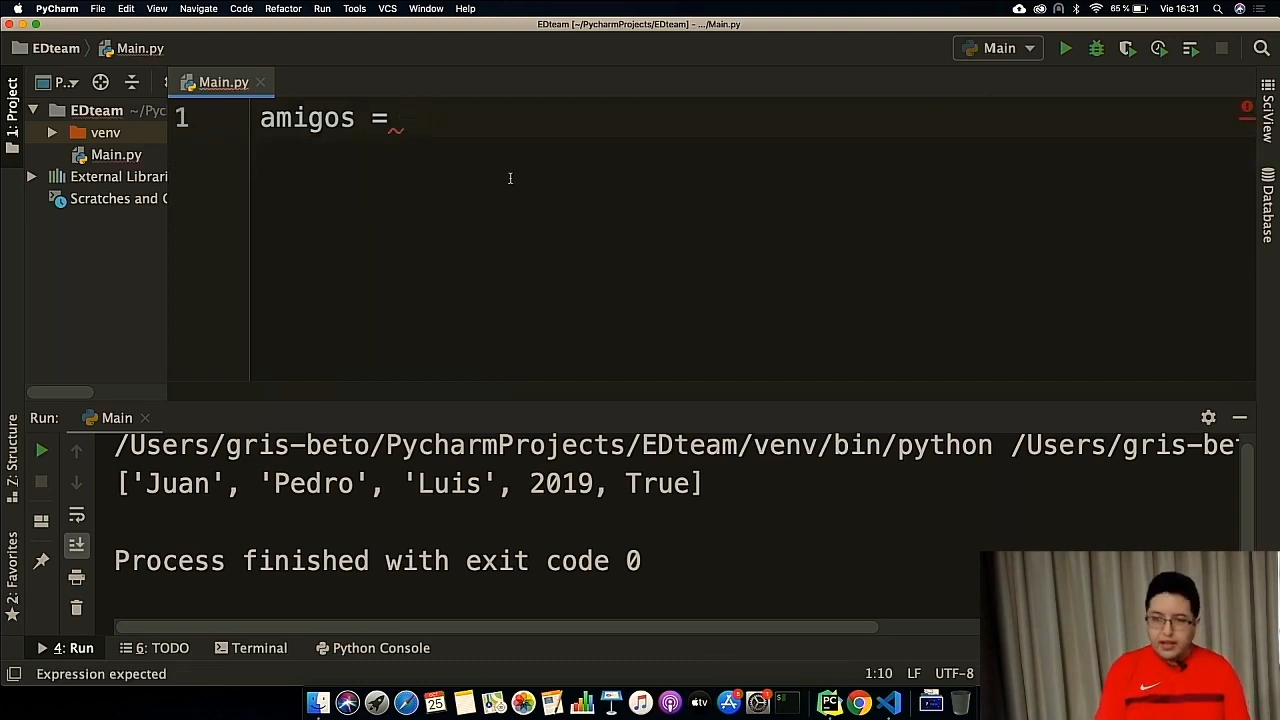 PyCharm File Edit View Navigate Code Refactor Run Tools VCS Window Help 65 % Vie 16:31
EDteam [~/PycharmProjects/EDteam] - .../Main.py
EDteam Main.py Main
1: Project P.. Main.py SciView
EDteam ~/Pyc
venv
Main.py
External Librari
Scratches and C
Database
1 amigos =
Run: Main
/Users/gris-beto/PycharmProjects/EDteam/venv/bin/python /Users/gris-be
['Juan', 'Pedro', 'Luis', 2019, True]
Process finished with exit code 0
Z: Structure
2: Favorites
4: Run 6: TODO Terminal Python Console
Expression expected 1:10 LF UTF-8